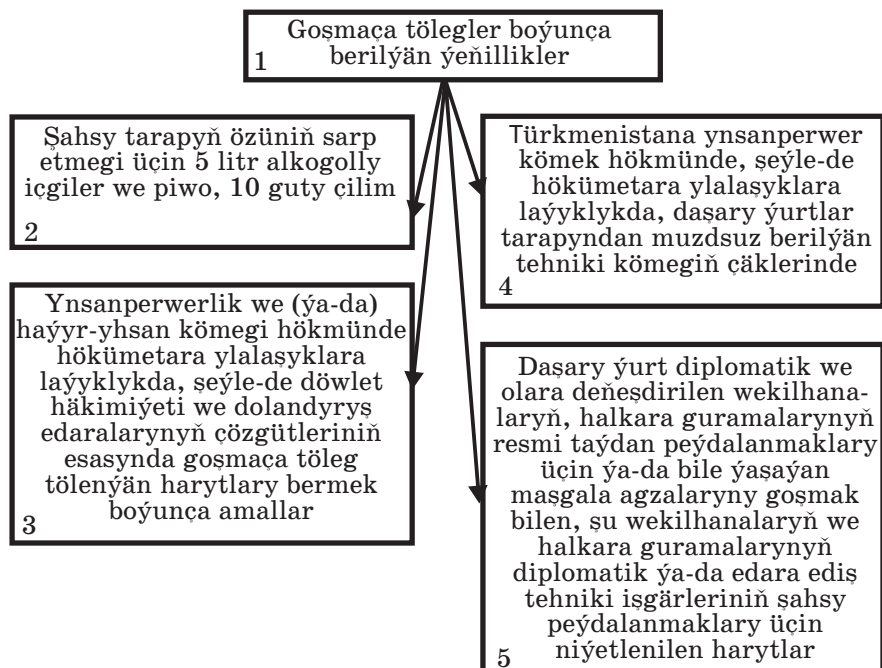 Goşmaça tölegler boýunça
berilýän ýeňillikler
1
Şahsy tarapyň özüniň sarp
etmegi üçin 5 litr alkogolly
içgiler we piwo, 10 guty çilim
2
Ynsanperwerlik we (ýa-da)
haýyr-yhsan kömegi hökmünde
hökümetara ylalaşyklara
laýyklykda, şeýle-de döwlet
häkimiýeti we dolandyryş
edaralarynyň çözgütleriniň
esasynda goşmaça töleg
tölenýän harytlary bermek
boýunça amallar
3
Türkmenistana ynsanperwer
kömek hökmünde, şeýle-de
hökümetara ylalaşyklara
laýyklykda, daşary ýurtlar
tarapyndan muzdsuz berilýän
tehniki kömegiň çäklerinde
4
Daşary ýurt diplomatik we
olara deňeşdirilen wekilhana-
laryň, halkara guramalarynyň
resmi taýdan peýdalanmaklary
üçin ýa-da bile ýaşaýan
maşgala agzalaryny goşmak
bilen, şu wekilhanalaryň we
halkara guramalarynyň
diplomatik ýa-da edara ediş
tehniki işgärleriniň şahsy
peýdalanmaklary üçin
niýetlenilen harytlar
5